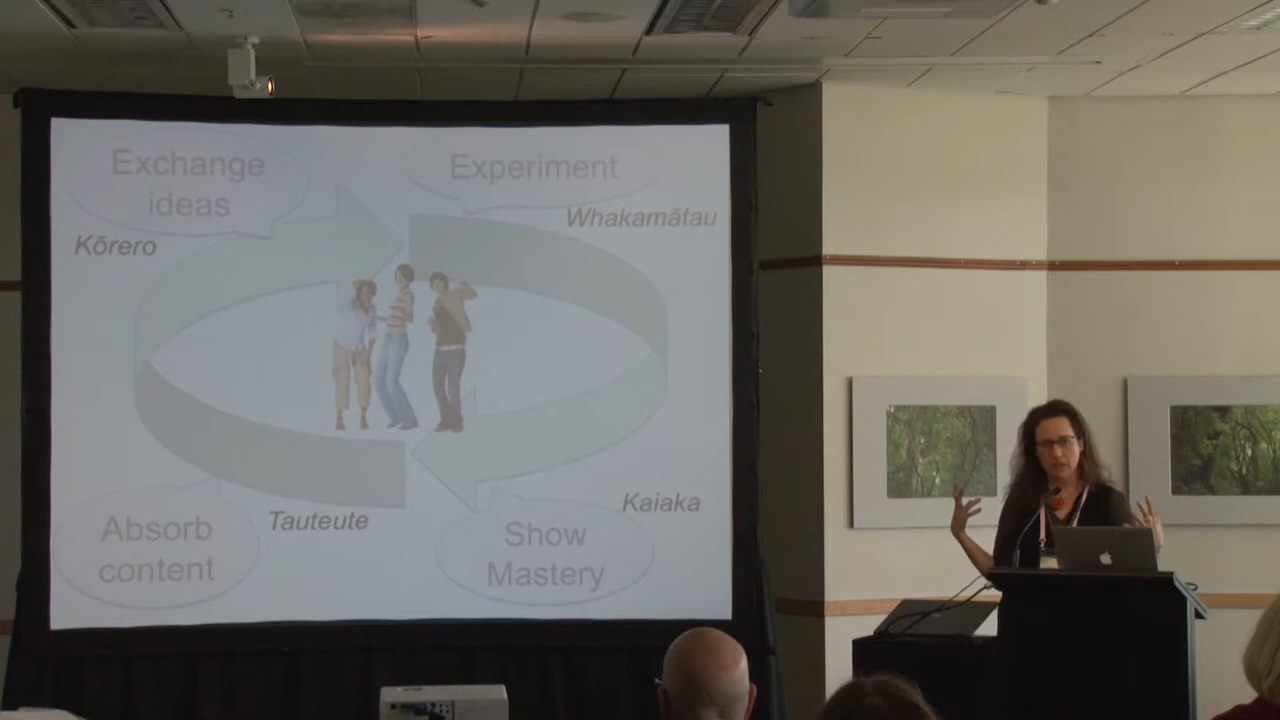 Exchange
ideas
Kōrero
Experiment
Whakamātau
Absorb
content
Tauteute
Show
Mastery
Kaiaka